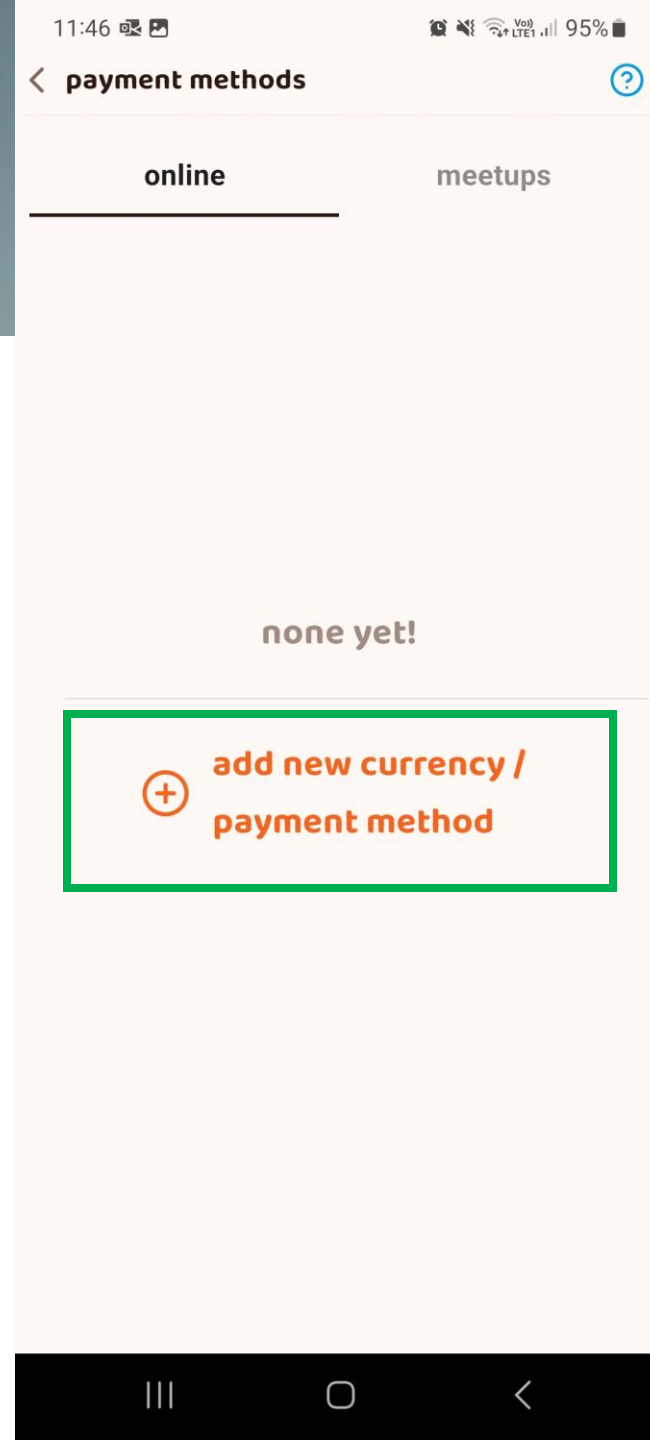 11:46 95%
payment methods
online meetups
none yet!
add new currency /
payment method